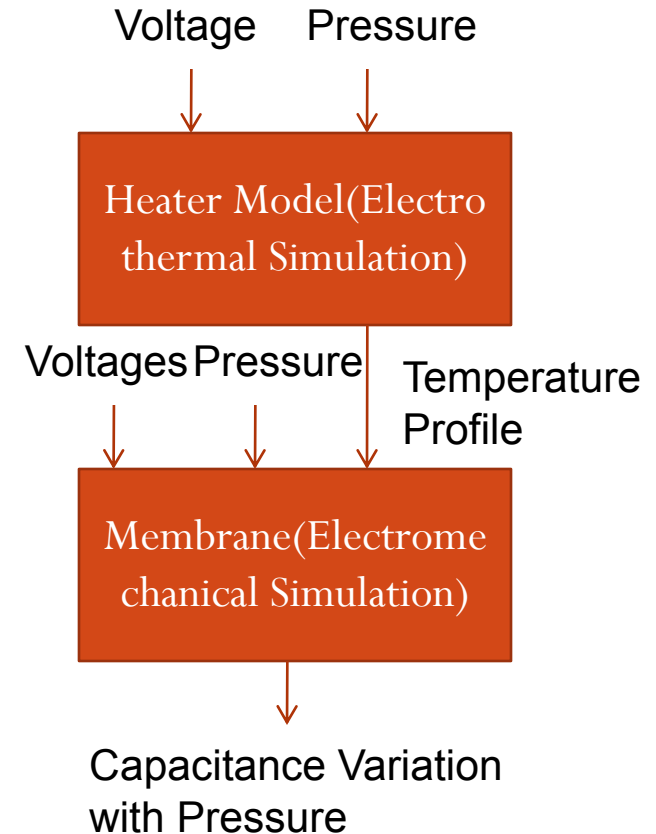 Voltage Pressure
Heater Model(Electro
thermal Simulation)
Voltages Pressure
Temperature
Profile
Membrane(Electrome
chanical Simulation)
Capacitance Variation
with Pressure